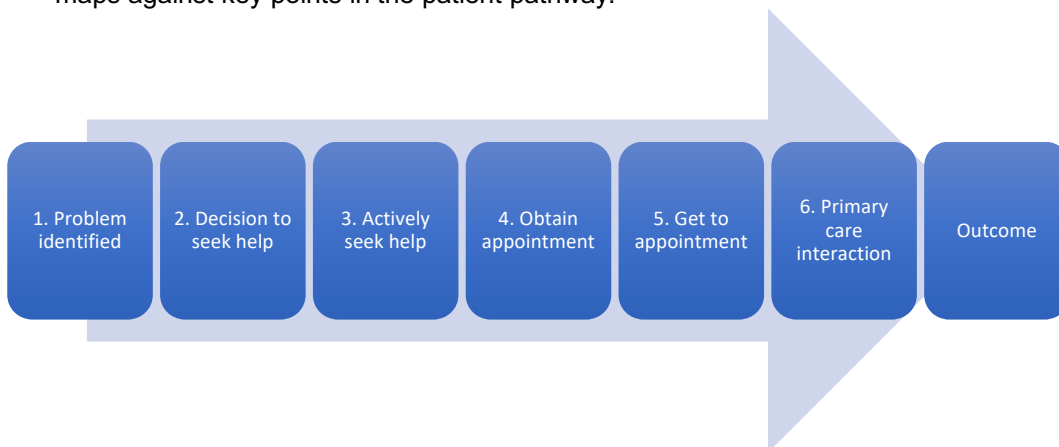 maps against key points in the patient pathway.
1. Problem
identified
2. Decision to
seek help
3. Actively
seek help
4. Obtain
appointment
5. Get to
appointment
6. Primary
care
interaction
Outcome